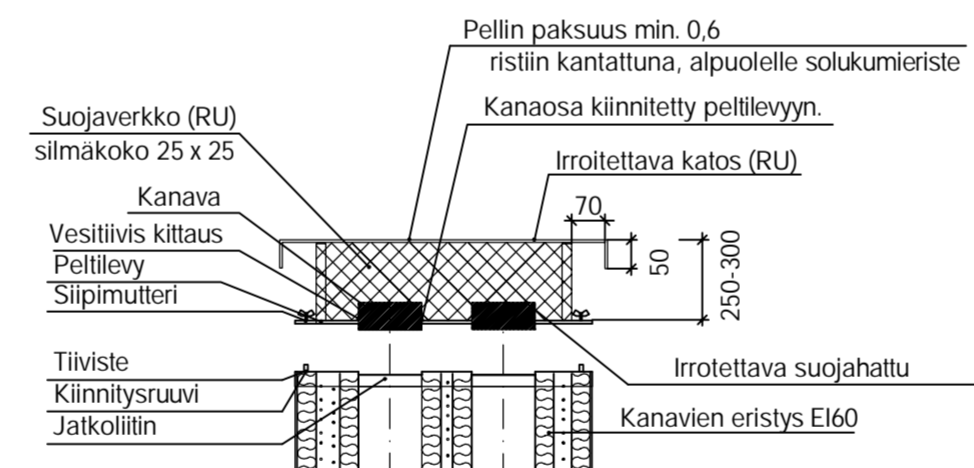 Pellin paksuus min. 0,6
ristiin kantattuna, alpuolelle solukumieriste
Kanaosa kiinnitetty peltilevyyn.
Suojaverkko (RU)
silmäkoko 25 x 25
Irroitettava katos (RU)
Kanava
70
Vesitiivis kittaus
Peltilevy
50
250-300
Siipimutteri
Tiiviste
Irrotettava suojahattu
Kiinnitysruuvi
Kanavien eristys EI60
Jatkoliitin